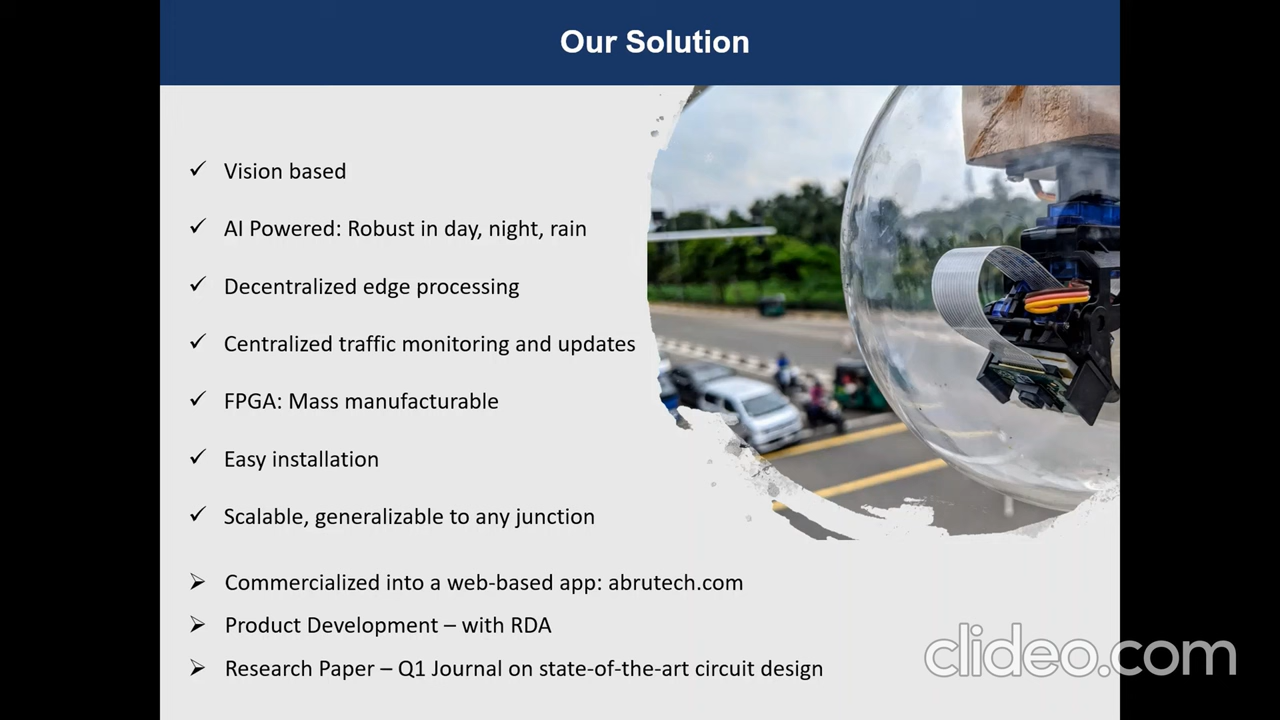 Our Solution
Vision based
AI Powered: Robust in day, night, rain
Decentralized edge processing
Centralized traffic monitoring and updates
FPGA: Mass manufacturable
Easy installation
Scalable, generalizable to any junction
Commercialized into a web-based app: abrutech.com
Product Development – with RDA
Research Paper – Q1 Journal on state-of-the-art circuit design
clideo.com